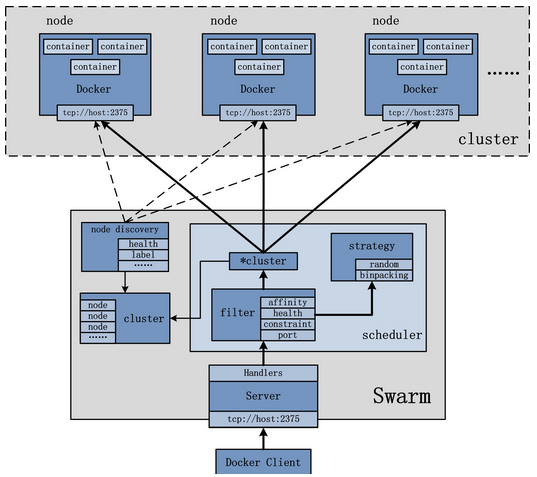 node node node
container container container container container container
container container container
Docker Docker Docker ……
tcp://host:2375 tcp://host:2375 tcp://host:2375
cluster
node discovery
health
label
……
*cluster
strategy
random
binpacking
node
node
node
……
cluster
filter
affinity
health
constraint
port
scheduler
Handlers
Server
tcp://host:2375
Swarm
Docker Client